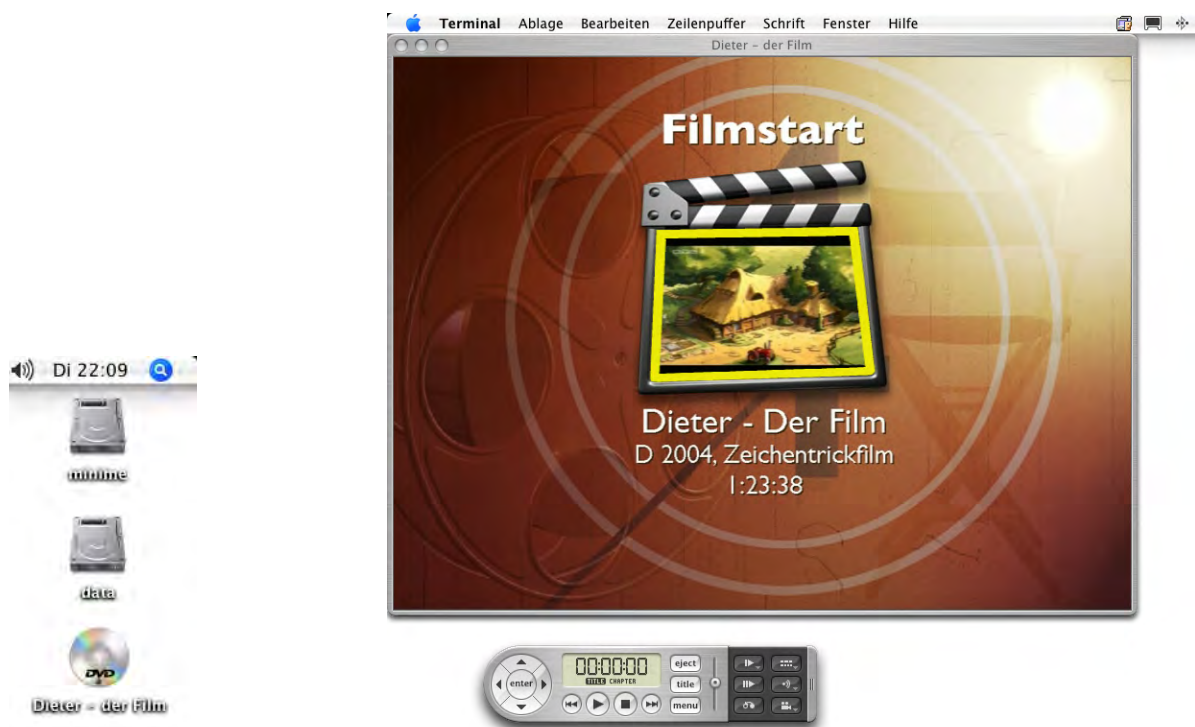 Terminal Ablage Bearbeiten Zeilenpuffer Schrift Fenster Hilfe
Dieter – der Film
Filmstart
Dieter - Der Film
D 2004, Zeichentrickfilm
1:23:38
Di 22:09
minime
data
DVD
Dieter – der Film
00:00:00
TITLE CHAPTER
enter
eject
title
menu